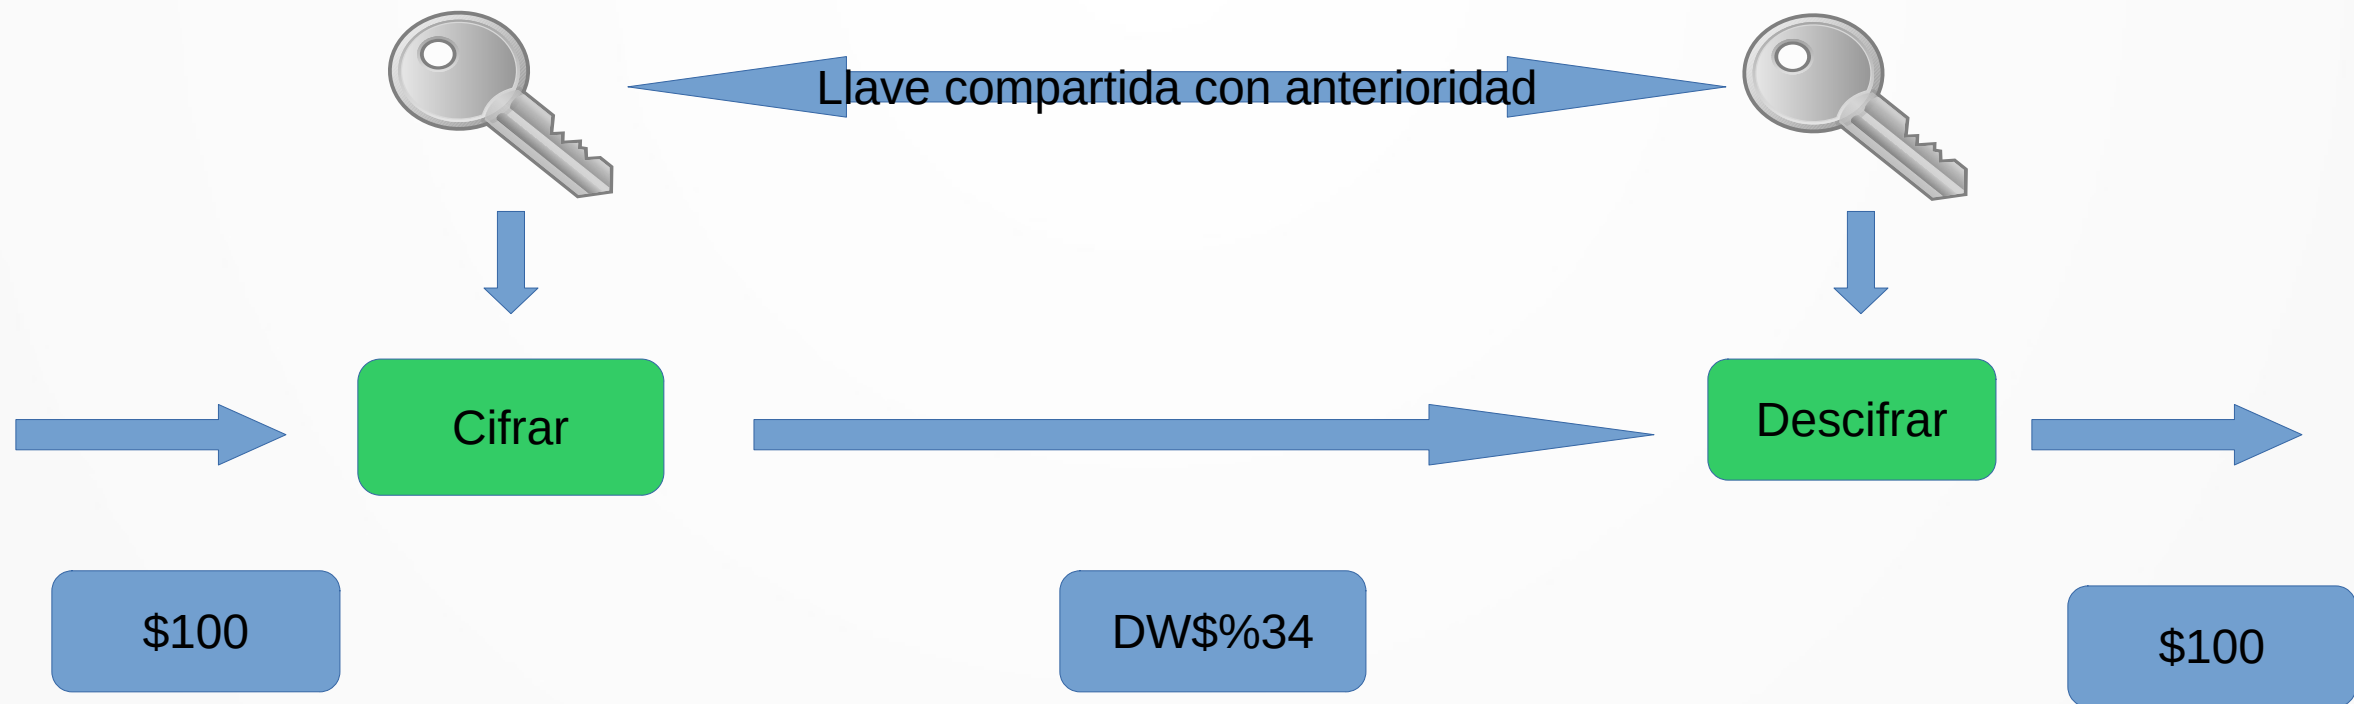 Llave compartida con anterioridad
Cifrar
Descifrar
$100
DW$%34
$100